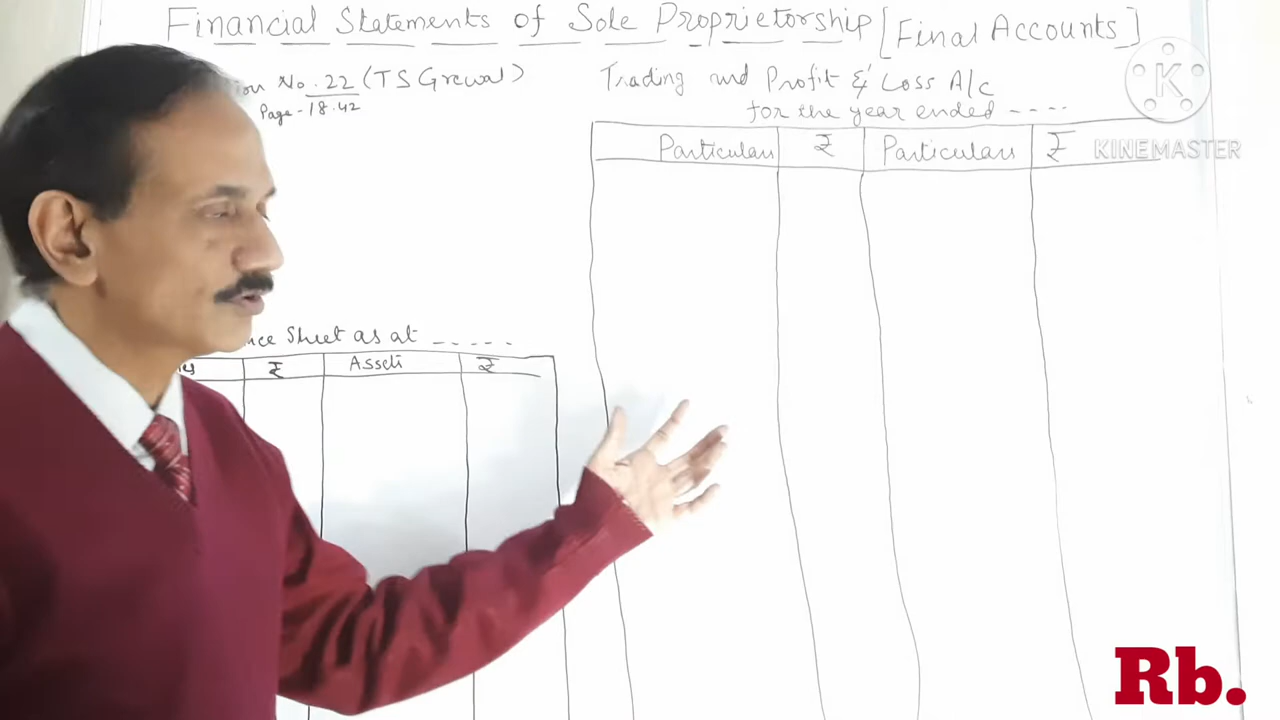 Financial Statements of Sole Proprietorship [Final Accounts]
No. 22 (TS Grewal)
Page - 18.42
Trading and Profit & Loss A/c
for the year ended ----
Particulars ₹ Particulars ₹
KINEMASTER
K
Sheet as at -----
₹ Assets ₹
Rb.